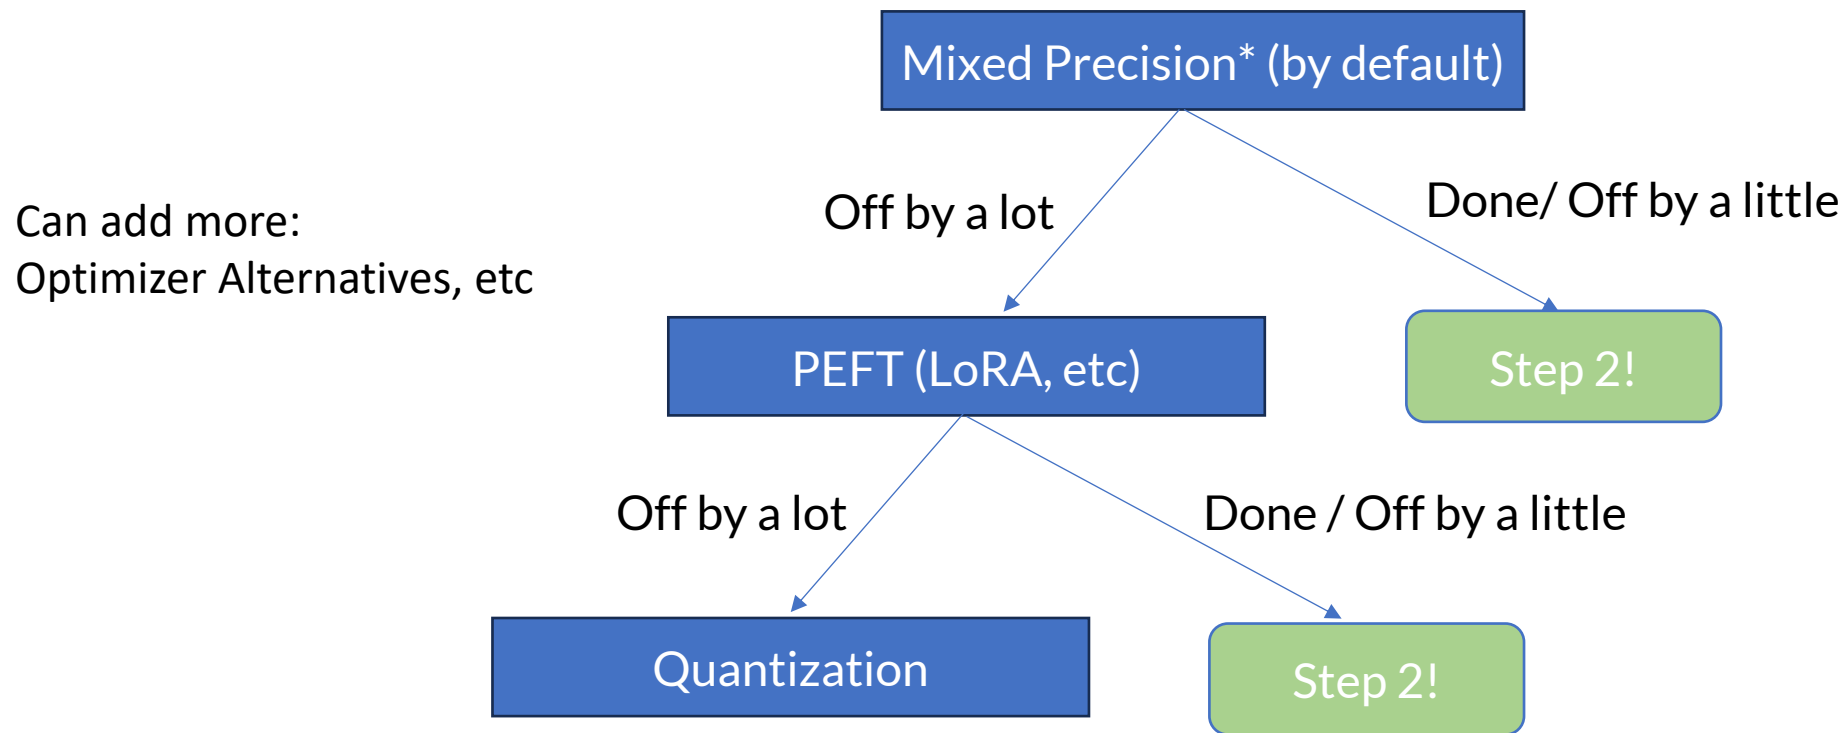 Mixed Precision* (by default)
Off by a lot
Done/ Off by a little
Can add more:
Optimizer Alternatives, etc
PEFT (LoRA, etc)
Step 2!
Off by a lot
Done / Off by a little
Quantization
Step 2!